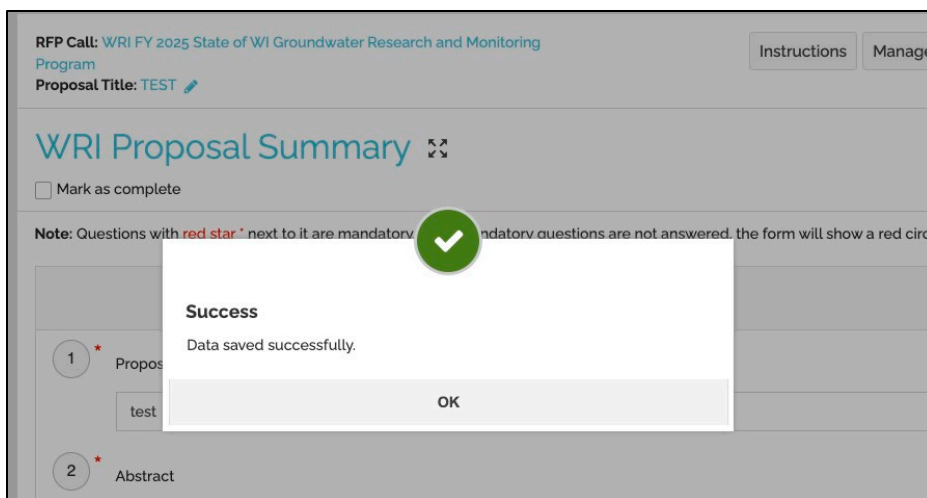 RFP Call: WRI FY 2025 State of WI Groundwater Research and Monitoring
Program
Proposal Title: TEST
Instructions
Manage
WRI Proposal Summary
Mark as complete
Note: Questions with red star * next to it are mandatory. ndatory questions are not answered, the form will show a red circ
Success
Data saved successfully.
OK
1 * Propos
test
2 * Abstract